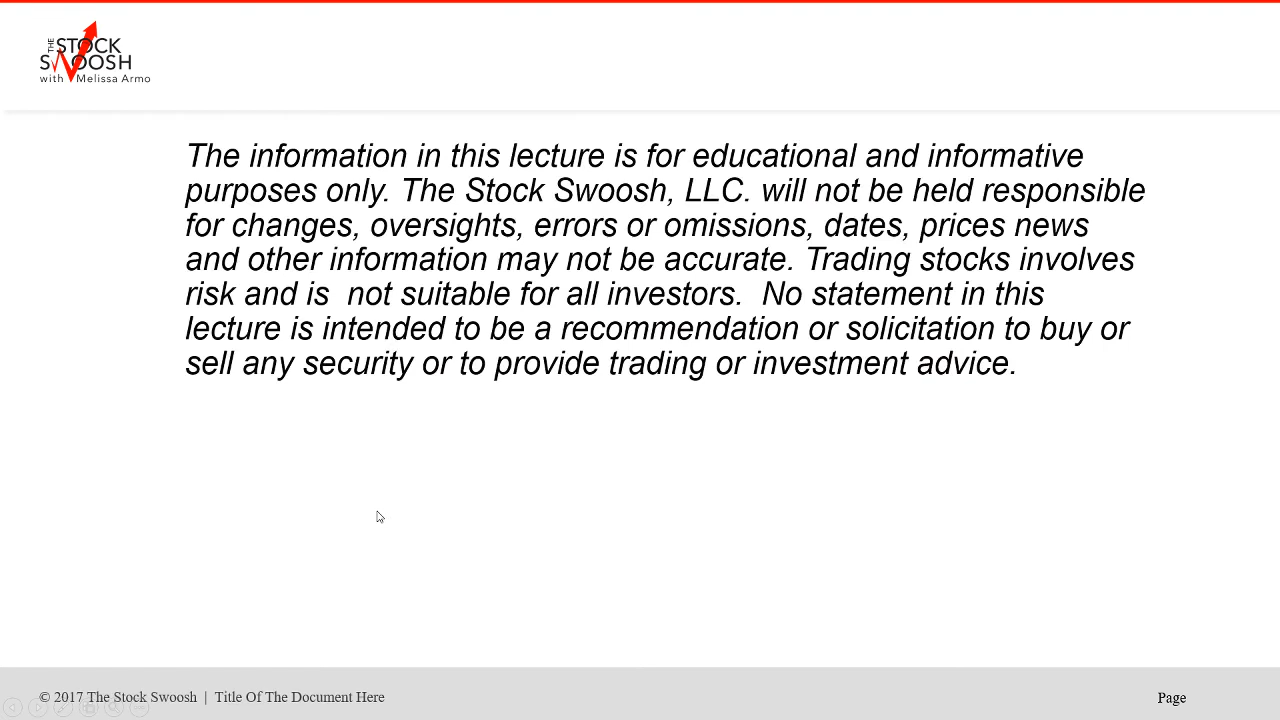 THE STOCK
SWOOSH
with Melissa Armo
The information in this lecture is for educational and informative
purposes only. The Stock Swoosh, LLC. will not be held responsible
for changes, oversights, errors or omissions, dates, prices news
and other information may not be accurate. Trading stocks involves
risk and is  not suitable for all investors.  No statement in this
lecture is intended to be a recommendation or solicitation to buy or
sell any security or to provide trading or investment advice.
© 2017 The Stock Swoosh | Title Of The Document Here
Page